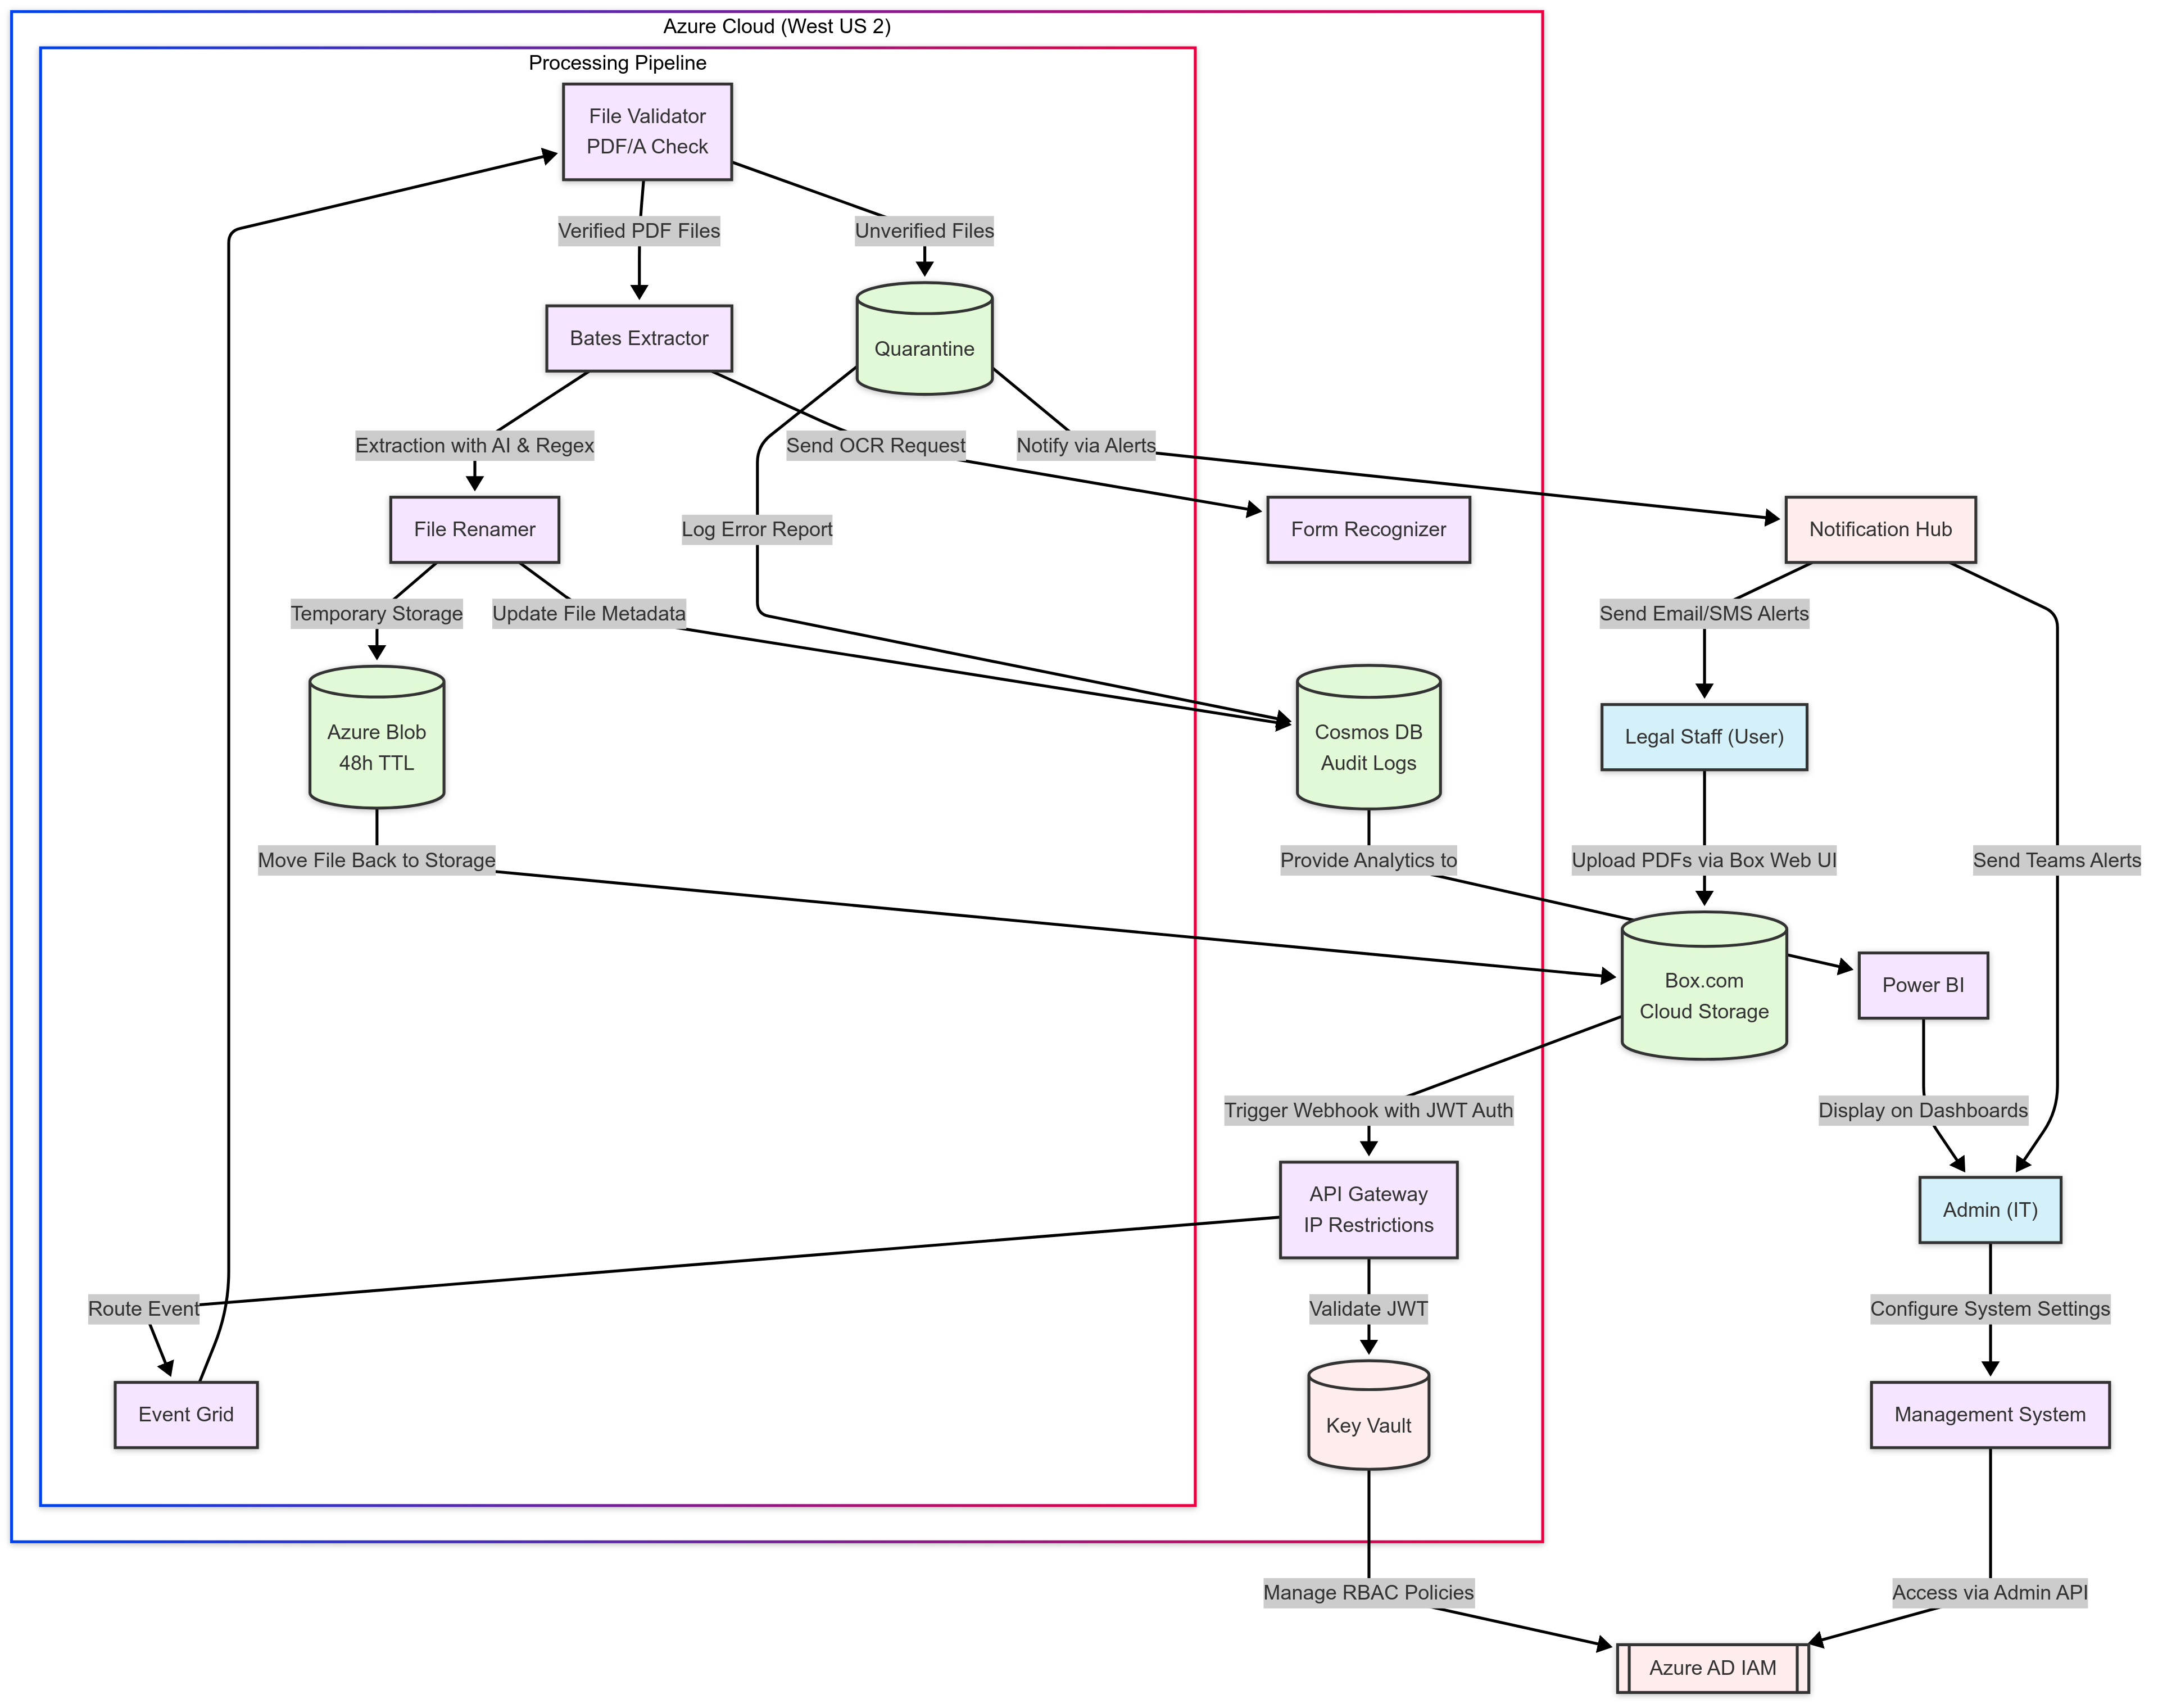 Azure Cloud (West US 2)
Processing Pipeline
File Validator
PDF/A Check
Verified PDF Files
Unverified Files
Bates Extractor
Quarantine
Extraction with AI & Regex
Send OCR Request
Notify via Alerts
File Renamer
Log Error Report
Form Recognizer
Notification Hub
Temporary Storage
Update File Metadata
Send Email/SMS Alerts
Azure Blob
48h TTL
Cosmos DB
Audit Logs
Legal Staff (User)
Move File Back to Storage
Provide Analytics to
Upload PDFs via Box Web UI
Send Teams Alerts
Box.com
Cloud Storage
Power BI
Trigger Webhook with JWT Auth
Display on Dashboards
API Gateway
IP Restrictions
Admin (IT)
Route Event
Validate JWT
Configure System Settings
Event Grid
Key Vault
Management System
Manage RBAC Policies
Access via Admin API
Azure AD IAM